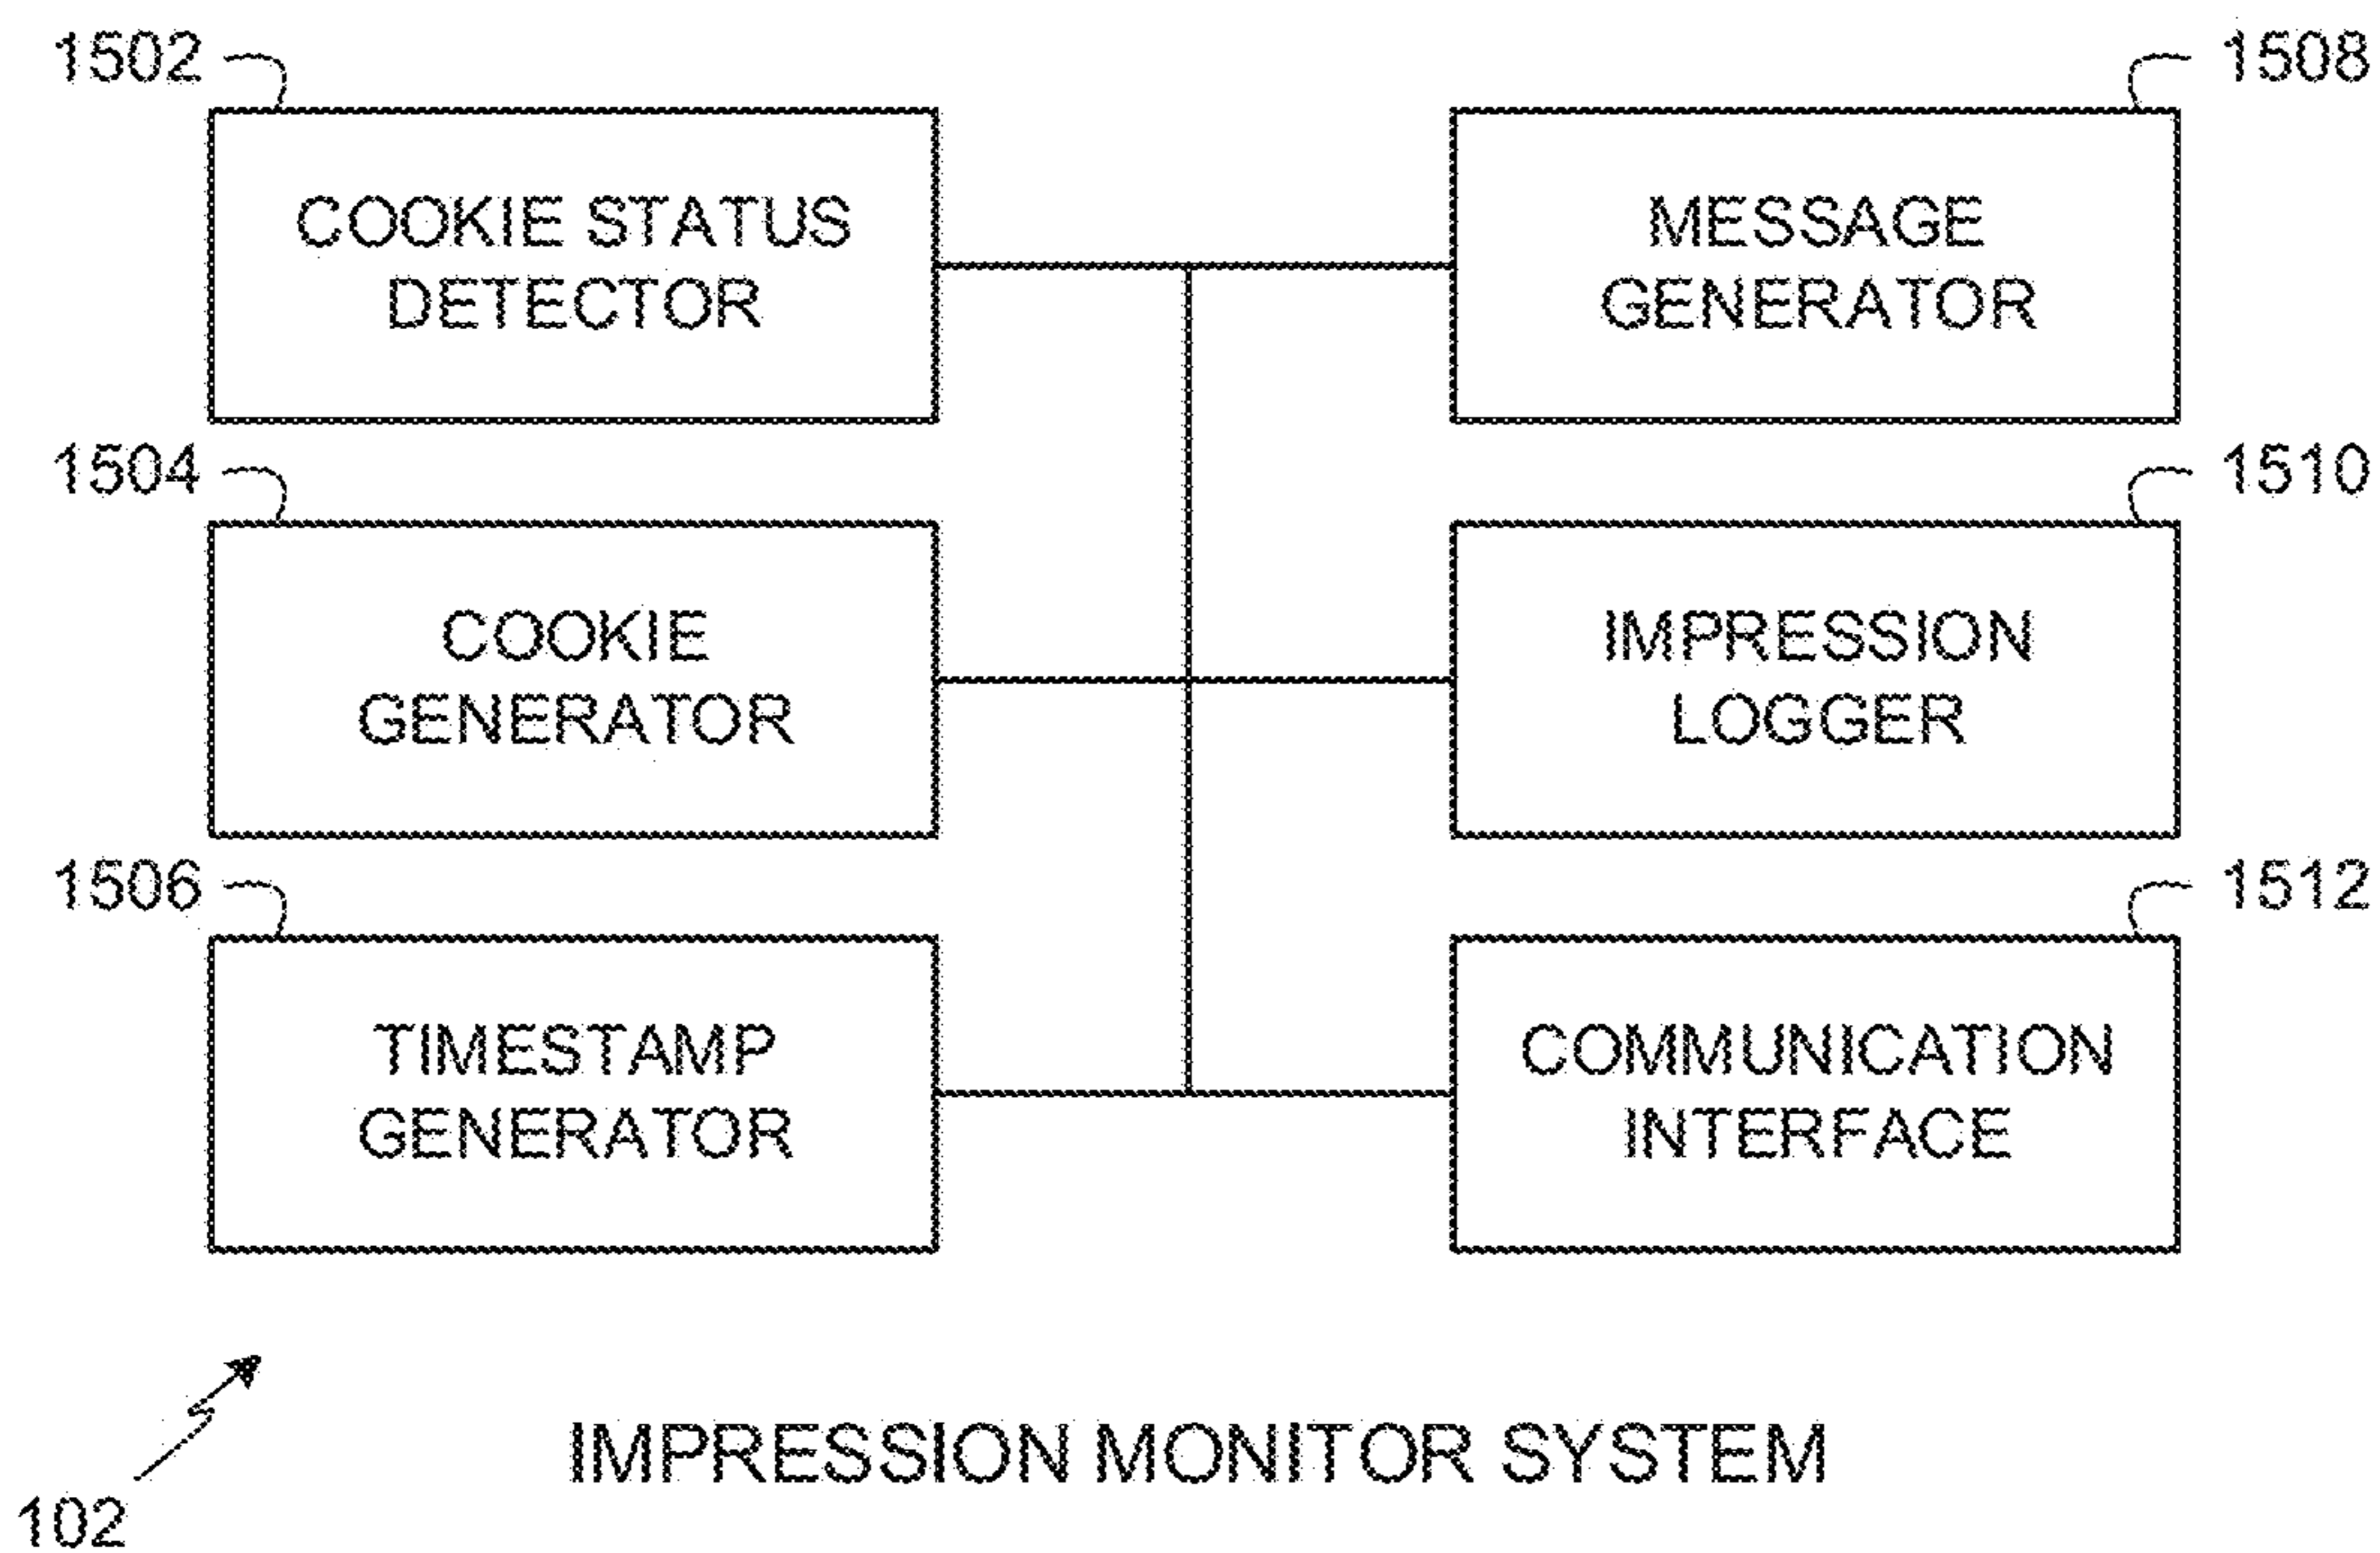 1502
COOKIE STATUS
DETECTOR
1508
MESSAGE
GENERATOR
1504
COOKIE
GENERATOR
1510
IMPRESSION
LOGGER
1506
TIMESTAMP
GENERATOR
1512
COMMUNICATION
INTERFACE
102
IMPRESSION MONITOR SYSTEM